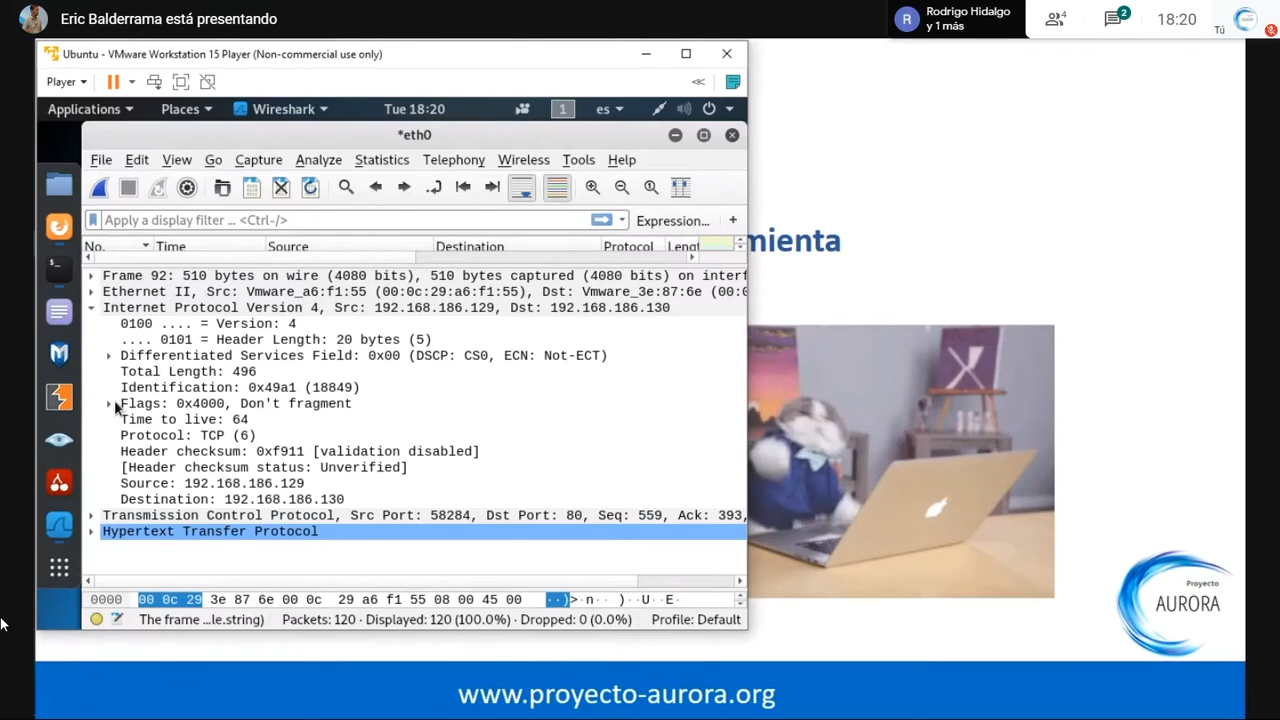 Eric Balderrama está presentando
R
Rodrigo Hidalgo
y 1 más
4
2
18:20
Tú
Ubuntu - VMware Workstation 15 Player (Non-commercial use only)
Player
Applications Places Wireshark Tue 18:20 1 es
*eth0
File Edit View Go Capture Analyze Statistics Telephony Wireless Tools Help
Apply a display filter ... <Ctrl-/> Expression... +
No. Time Source Destination Protocol Lengt
mienta
Frame 92: 510 bytes on wire (4080 bits), 510 bytes captured (4080 bits) on interf
Ethernet II, Src: Vmware_a6:f1:55 (00:0c:29:a6:f1:55), Dst: Vmware_3e:87:6e (00:0
Internet Protocol Version 4, Src: 192.168.186.129, Dst: 192.168.186.130
0100 .... = Version: 4
.... 0101 = Header Length: 20 bytes (5)
Differentiated Services Field: 0x00 (DSCP: CS0, ECN: Not-ECT)
Total Length: 496
Identification: 0x49a1 (18849)
Flags: 0x4000, Don't fragment
Time to live: 64
Protocol: TCP (6)
Header checksum: 0xf911 [validation disabled]
[Header checksum status: Unverified]
Source: 192.168.186.129
Destination: 192.168.186.130
Transmission Control Protocol, Src Port: 58284, Dst Port: 80, Seq: 559, Ack: 393,
Hypertext Transfer Protocol
0000 00 0c 29 3e 87 6e 00 0c 29 a6 f1 55 08 00 45 00 ··)>·n·· )··U··E·
The frame ...le.string) Packets: 120 · Displayed: 120 (100.0%) · Dropped: 0 (0.0%) Profile: Default
Proyecto
AURORA
www.proyecto-aurora.org